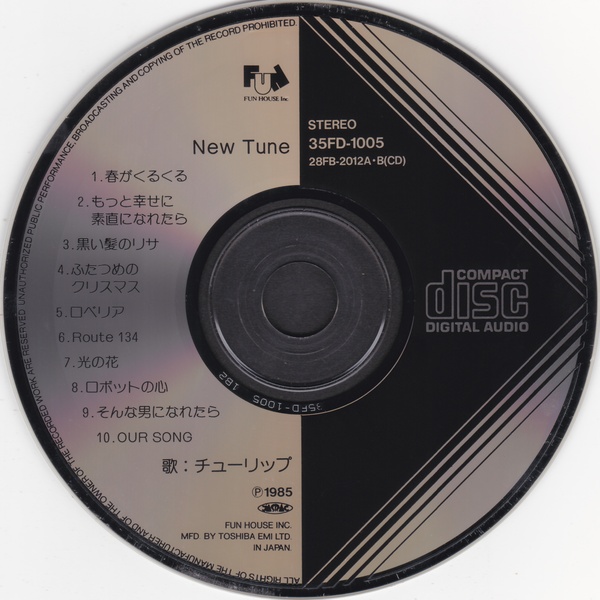 FUN
FUN HOUSE Inc.
New Tune
STEREO
35FD-1005
28FB-2012A・B(CD)
1.春がくるくる
2.もっと幸せに
素直になれたら
3.黒い髪のリサ
4.ふたつめの
クリスマス
5.ロベリア
6.Route 134
7.光の花
8.ロボットの心
9.そんな男になれたら
10.OUR SONG
歌:チューリップ
Ⓟ1985
FUN HOUSE INC.
MFD. BY TOSHIBA EMI LTD.
IN JAPAN.
COMPACT
disc
DIGITAL AUDIO
35FD-1005 1B2
ALL RIGHTS OF THE MANUFACTURER AND OF THE OWNER OF THE RECORDED WORK ARE RESERVED. UNAUTHORIZED PUBLIC PERFORMANCE, BROADCASTING AND COPYING OF THE RECORD PROHIBITED.